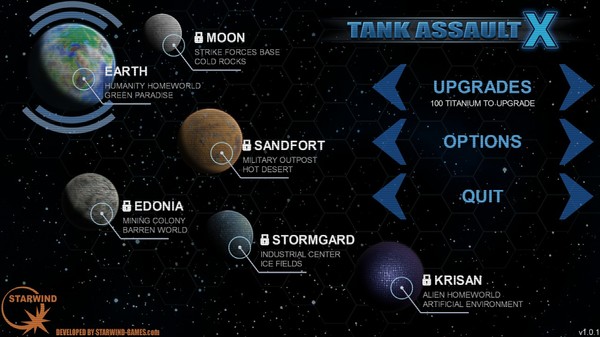 TANK ASSAULT X
MOON
STRIKE FORCES BASE
COLD ROCKS
EARTH
HUMANITY HOMEWORLD
GREEN PARADISE
UPGRADES
100 TITANIUM TO UPGRADE
SANDFORT
MILITARY OUTPOST
HOT DESERT
OPTIONS
EDONIA
MINING COLONY
BARREN WORLD
QUIT
STORMGARD
INDUSTRIAL CENTER
ICE FIELDS
KRISAN
ALIEN HOMEWORLD
ARTIFICIAL ENVIRONMENT
STARWIND
DEVELOPED BY STARWIND-GAMES.com
v1.0.1